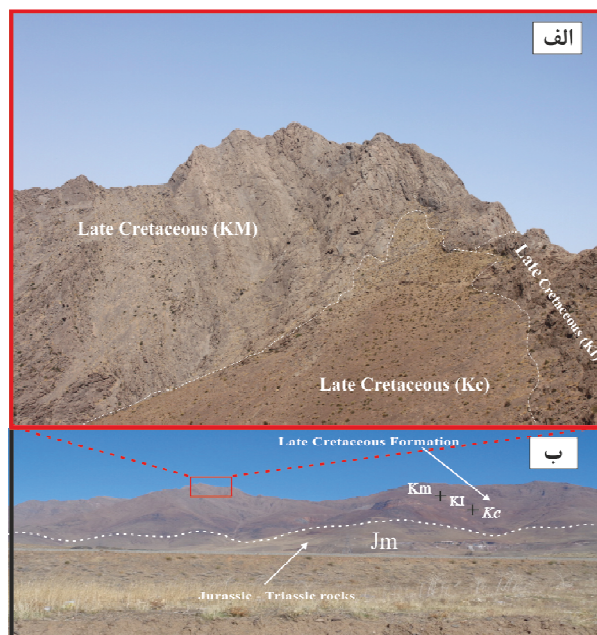 الف
Late Cretaceous (KM)
Late Cretaceous (Kl)
Late Cretaceous (Kc)
Late Cretaceous Formation
ب
Km
KI
Kc
Jm
Jurassic - Triassic rocks